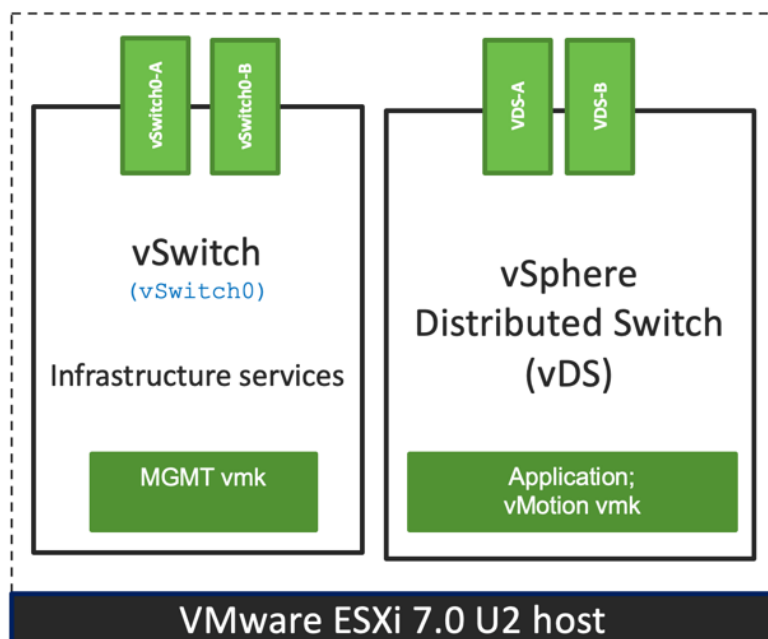 vSwitch0-A
vSwitch0-B
VDS-A
VDS-B
vSwitch
(vSwitch0)
Infrastructure services
MGMT vmk
vSphere
Distributed Switch
(vDS)
Application;
vMotion vmk
VMware ESXi 7.0 U2 host